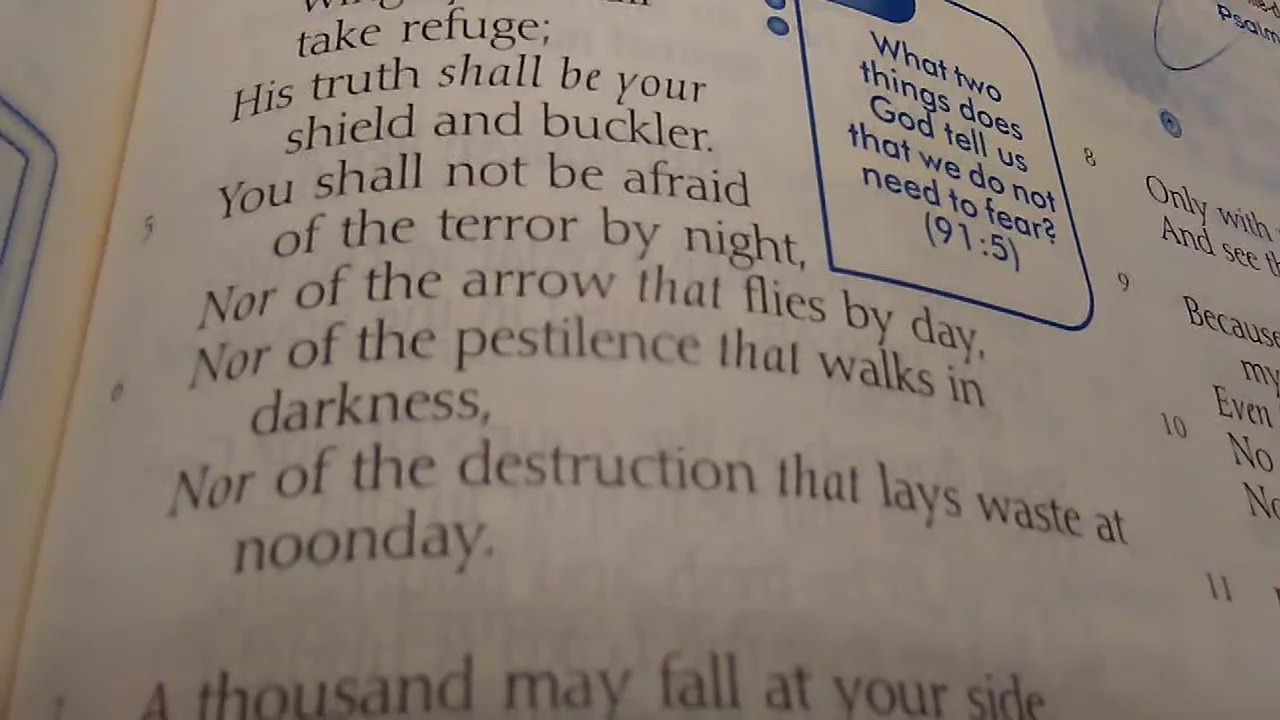 take refuge;
His truth shall be your
shield and buckler.
5 You shall not be afraid
of the terror by night,
Nor of the arrow that flies by day,
Nor of the pestilence that walks in
darkness,
Nor of the destruction that lays waste at
noonday.
7 A thousand may fall at your side
What two
things does
God tell us
that we do not
need to fear?
(91:5)
Psalm
8
Only with
And see
9
Because
my
Even
10 No
No
11